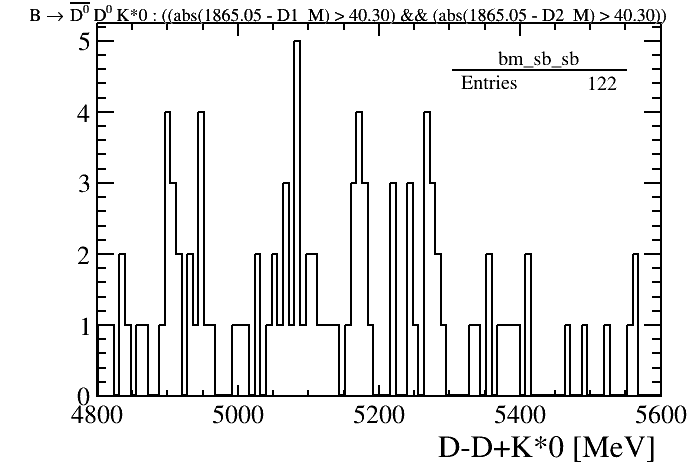 B → D⁰ D⁰ K*0 : ((abs(1865.05 - D1_M) > 40.30) && (abs(1865.05 - D2_M) > 40.30))
bm_sb_sb
Entries 122
5
4
3
2
1
0
4800 5000 5200 5400 5600
D-D+K*0 [MeV]